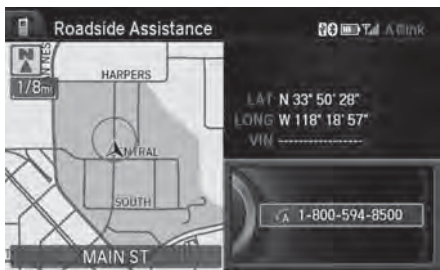 Roadside Assistance
N
1/8mi
HARPERS
NTRAL
SOUTH
MAIN ST
LAT N 33° 50' 28"
LONG W 118° 18' 57"
VIN -----------------
1-800-594-8500